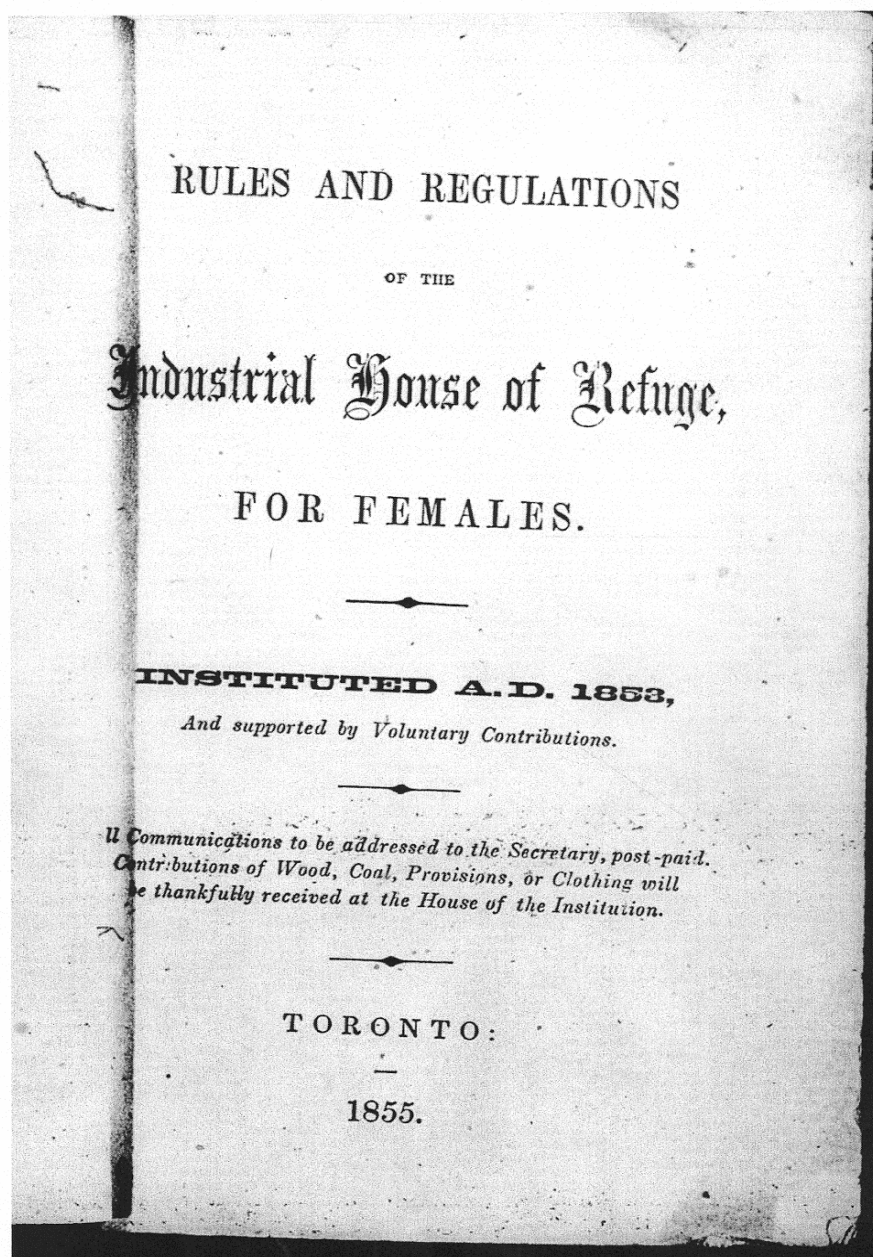 RULES AND REGULATIONS
OF THE
Industrial House of Refuge,
FOR FEMALES.
INSTITUTED A.D. 1853,
And supported by Voluntary Contributions.
ll Communications to be addressed to the Secretary, post-paid.
Contributions of Wood, Coal, Provisions, or Clothing will
be thankfully received at the House of the Institution.
TORONTO:
1855.